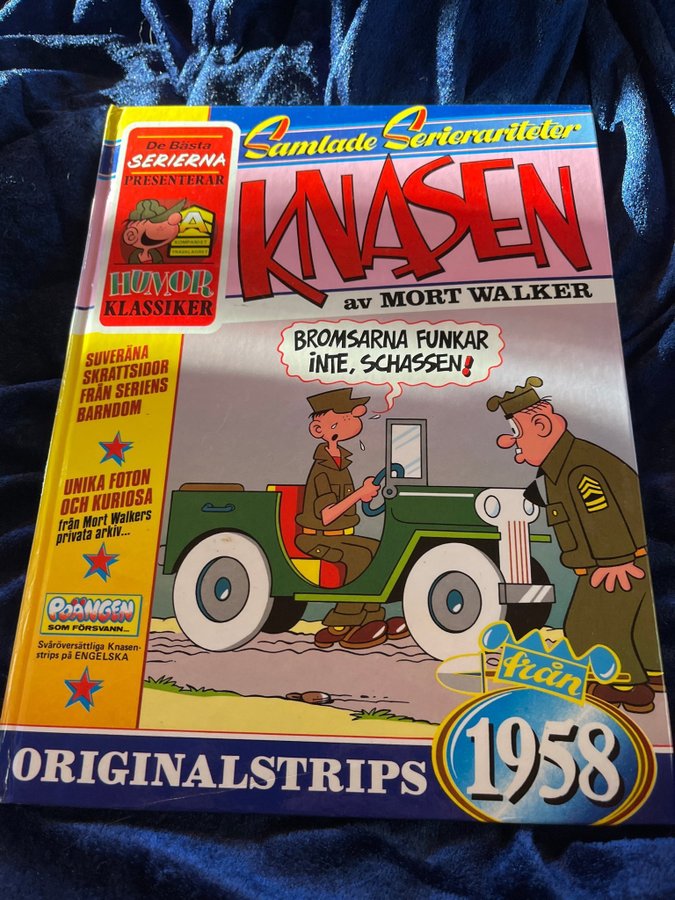 De Bästa
SERIERNA
PRESENTERAR
A
KOMPANIET
HUMOR
KLASSIKER
Samlade Serierariteter
KNASEN
av MORT WALKER
BROMSARNA FUNKAR
INTE, SCHASSEN!
SUVERÄNA
SKRATTSIDOR
FRÅN SERIENS
BARNDOM
UNIKA FOTON
OCH KURIOSA
från Mort Walkers
privata arkiv...
POÄNGEN
SOM FÖRSVANN...
Svåröversättliga Knasen-
strips på ENGELSKA
från
1958
ORIGINALSTRIPS